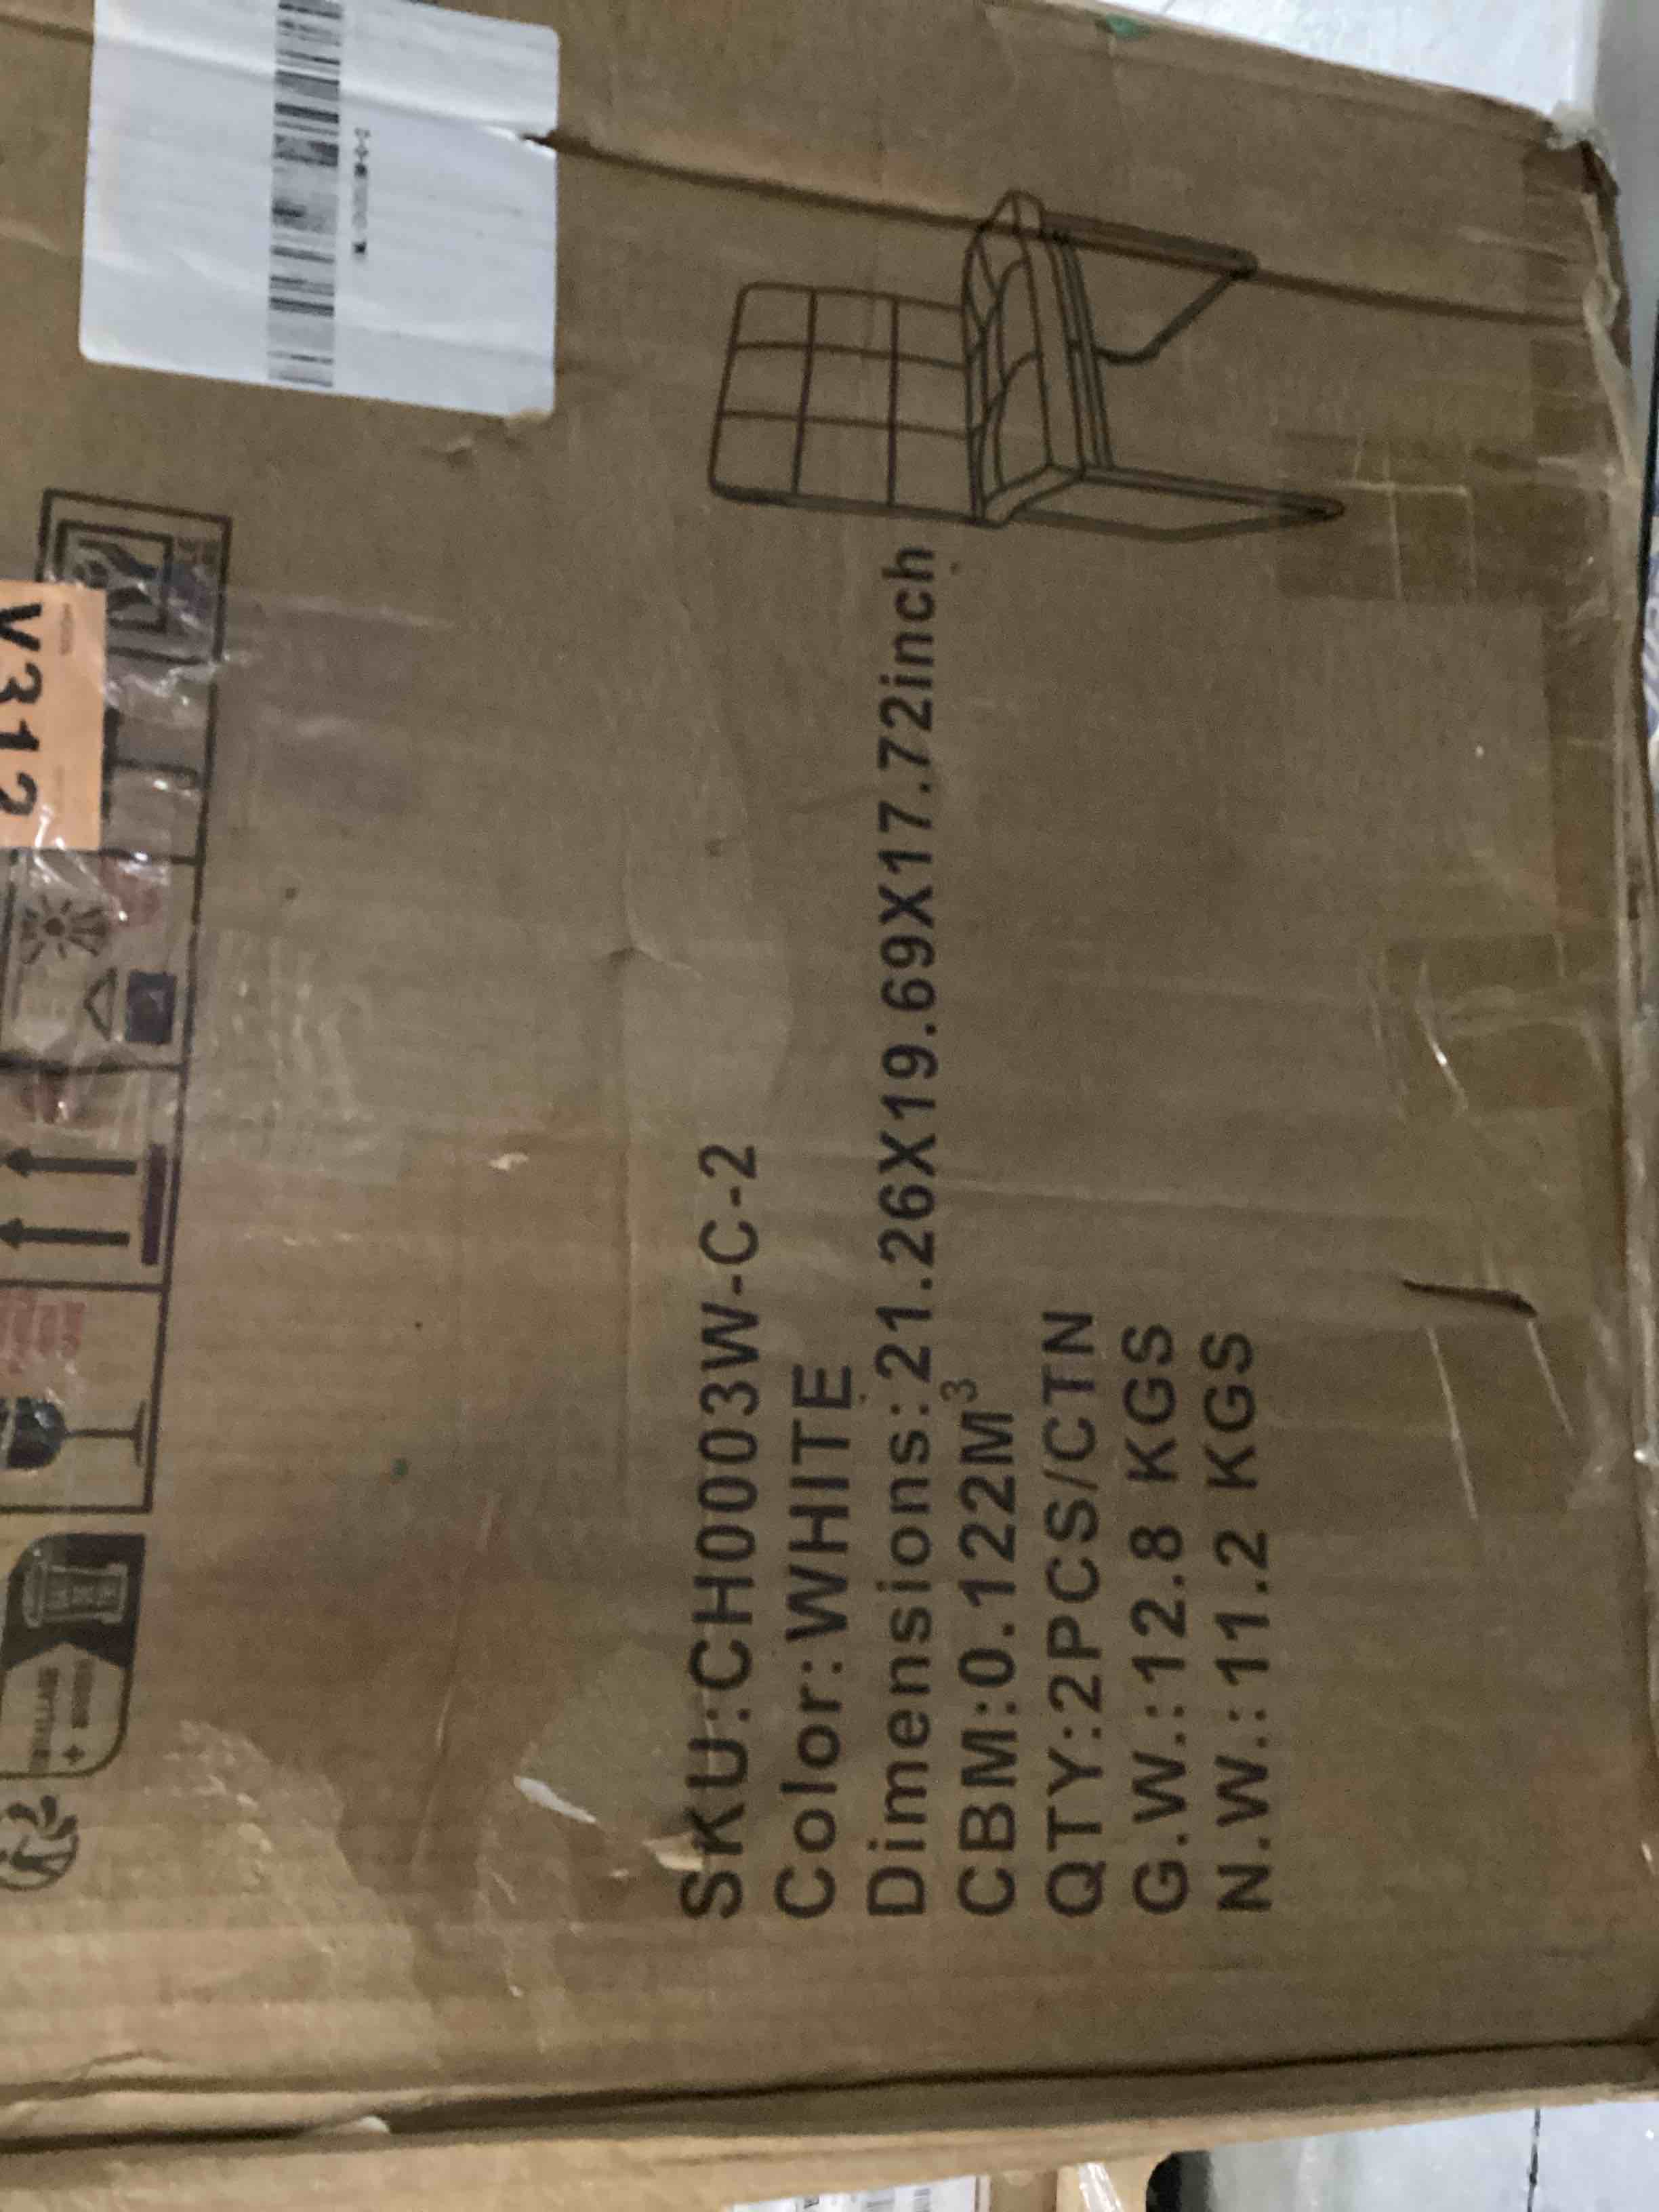 SKU:CH0003W-C-2
Color:WHITE
Dimensions:21.26X19.69X17.72inch
CBM:0.122M³
QTY:2PCS/CTN
G.W.:12.8 KGS
N.W.:11.2 KGS
V312